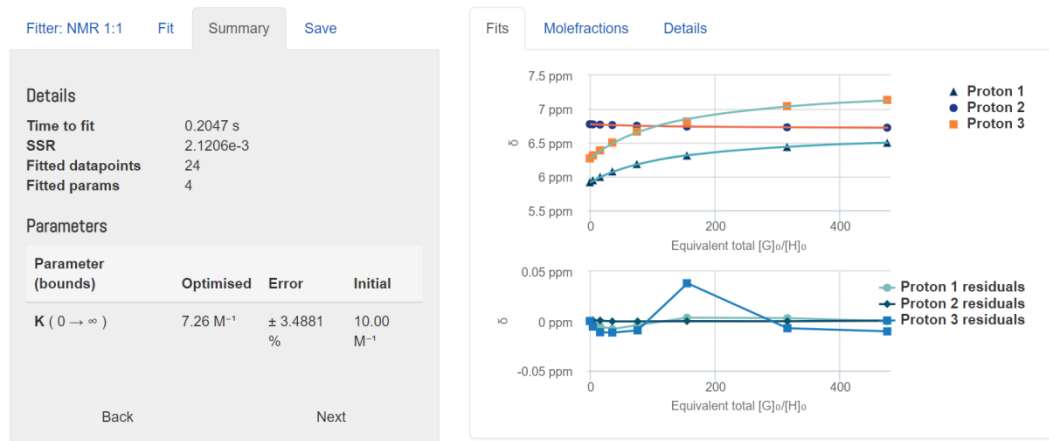 Fitter: NMR 1:1 Fit Summary Save
Details
Time to fit 0.2047 s
SSR 2.1206e-3
Fitted datapoints 24
Fitted params 4
Parameters
Parameter
(bounds) Optimised Error Initial
K ( 0 → ∞ ) 7.26 M⁻¹ ± 3.4881 10.00
% M⁻¹
Back Next
Fits Molefractions Details
7.5 ppm
7 ppm
6.5 ppm
6 ppm
5.5 ppm
δ
0 200 400
Equivalent total [G]₀/[H]₀
Proton 1
Proton 2
Proton 3
0.05 ppm
0 ppm
-0.05 ppm
δ
0 200 400
Equivalent total [G]₀/[H]₀
Proton 1 residuals
Proton 2 residuals
Proton 3 residuals